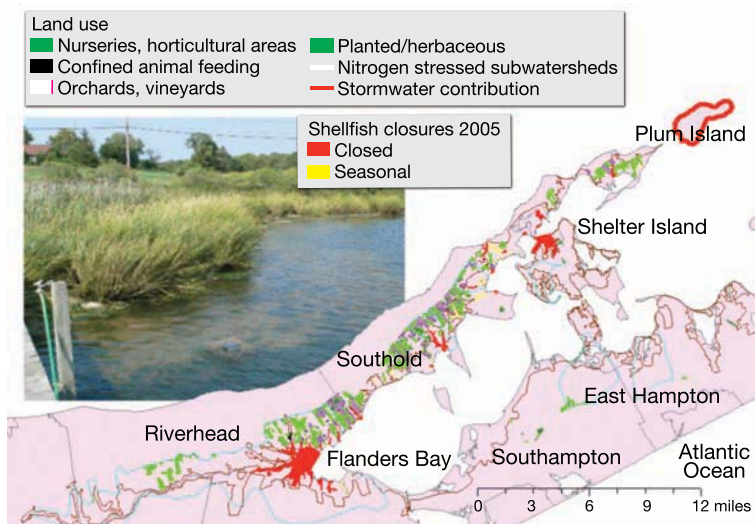 Land use
Nurseries, horticultural areas
Confined animal feeding
Orchards, vineyards
Planted/herbaceous
Nitrogen stressed subwatersheds
Stormwater contribution
Shellfish closures 2005
Closed
Seasonal
Plum Island
Shelter Island
Southold
East Hampton
Riverhead
Flanders Bay
Southampton
Atlantic
Ocean
0 3 6 9 12 miles